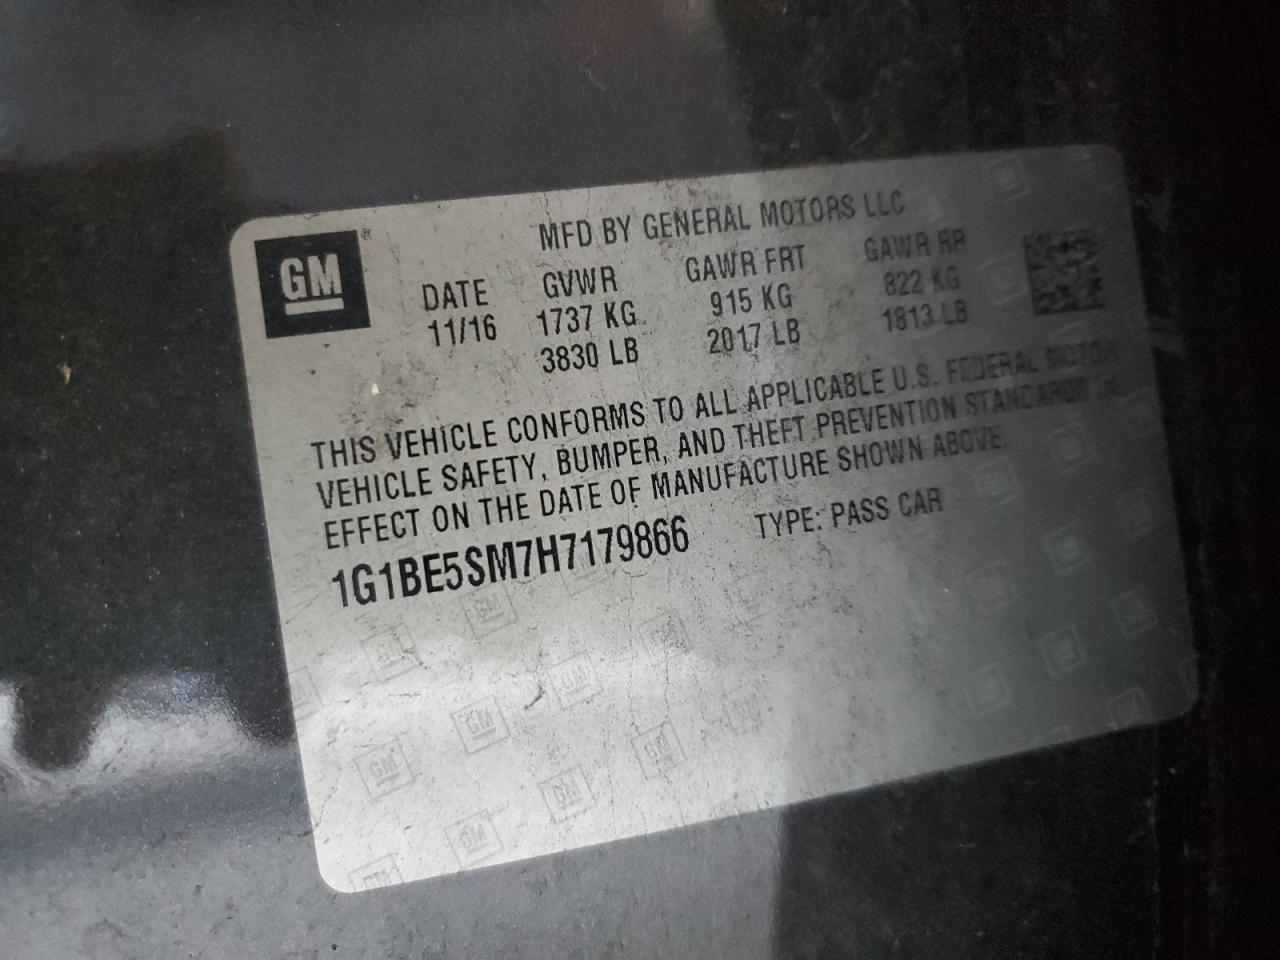 GM
MFD BY GENERAL MOTORS LLC
DATE GVWR GAWR FRT GAWR RR
11/16 1737 KG 915 KG 822 KG
3830 LB 2017 LB 1813 LB
THIS VEHICLE CONFORMS TO ALL APPLICABLE U.S. FEDERAL MOTOR
VEHICLE SAFETY, BUMPER, AND THEFT PREVENTION STANDARDS IN
EFFECT ON THE DATE OF MANUFACTURE SHOWN ABOVE.
1G1BE5SM7H7179866 TYPE: PASS CAR